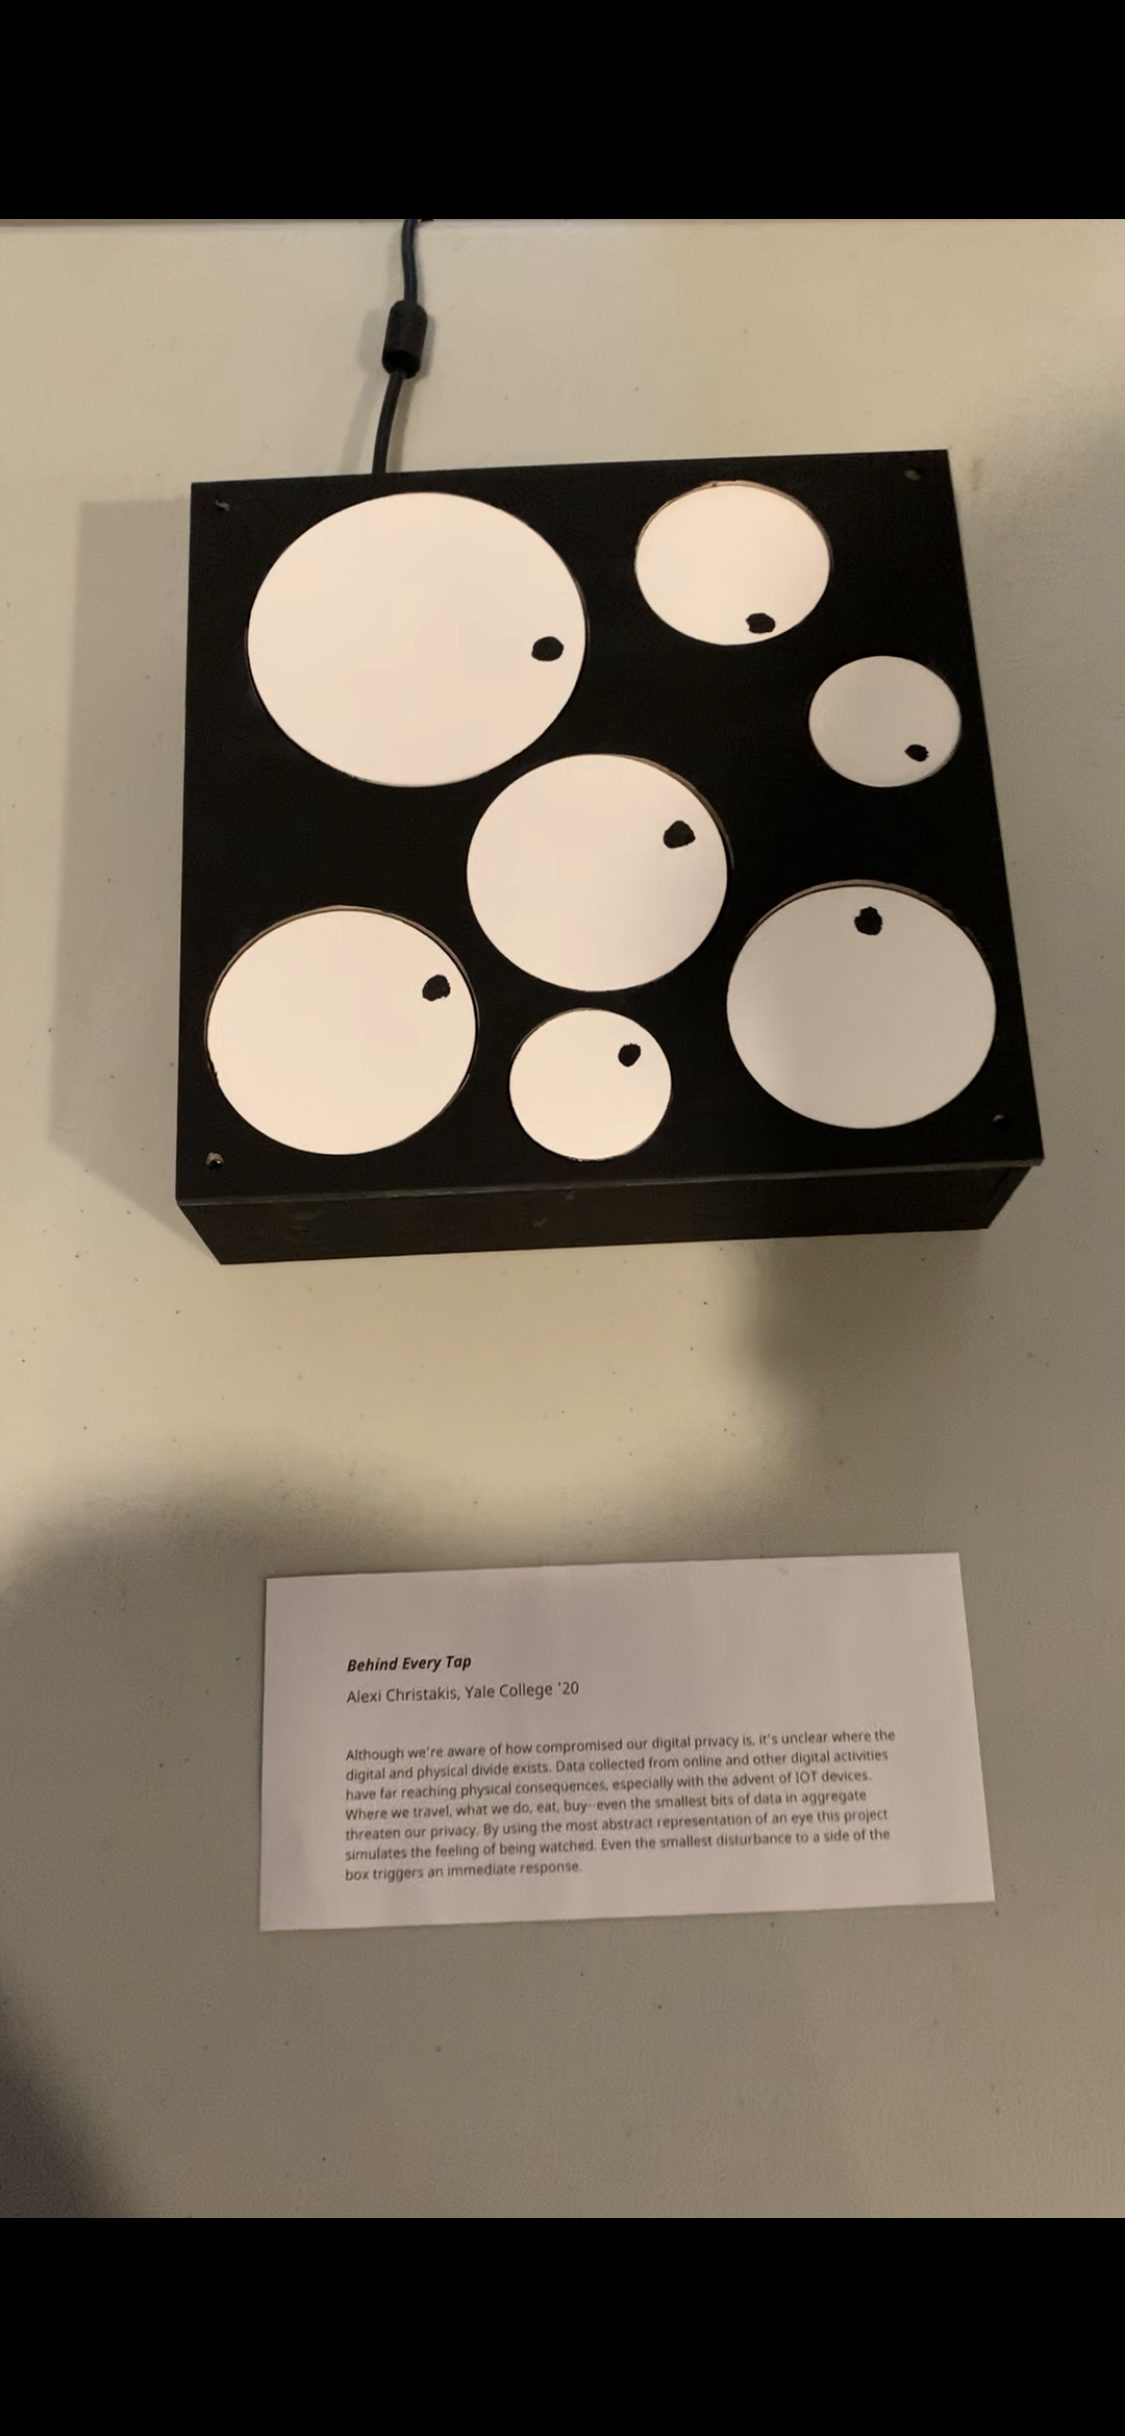 Behind Every Tap
Alexi Christakis, Yale College '20
Although we're aware of how compromised our digital privacy is, it's unclear where the
digital and physical divide exists. Data collected from online and other digital activities
have far reaching physical consequences, especially with the advent of IOT devices.
Where we travel, what we do, eat, buy--even the smallest bits of data in aggregate
threaten our privacy. By using the most abstract representation of an eye this project
simulates the feeling of being watched. Even the smallest disturbance to a side of the
box triggers an immediate response.